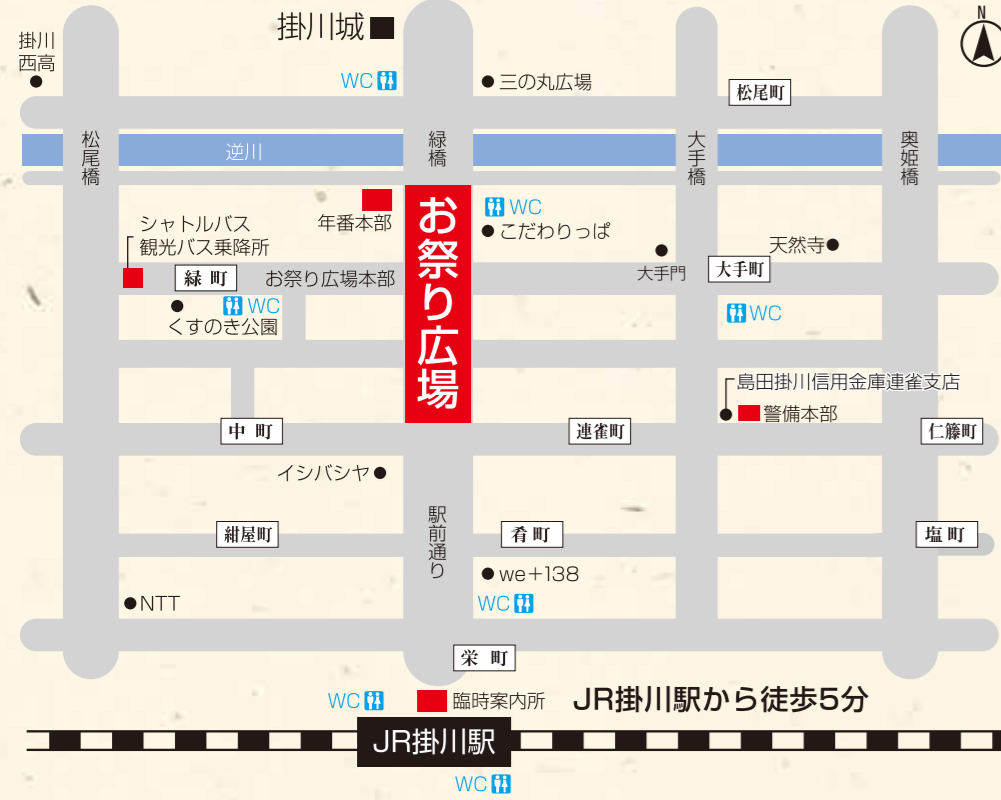 掛川城
N
掛川
西高
WC
三の丸広場
松尾町
松尾橋
逆川
緑橋
大手橋
奥姫橋
年番本部
お祭り広場
WC
こだわりっぱ
シャトルバス
観光バス乗降所
緑町
お祭り広場本部
大手門
大手町
天然寺
WC
くすのき公園
WC
島田掛川信用金庫連雀支店
警備本部
中町
連雀町
仁藤町
イシバシヤ
駅前通り
紺屋町
肴町
塩町
we+138
NTT
WC
栄町
WC
臨時案内所
JR掛川駅から徒歩5分
JR掛川駅
WC